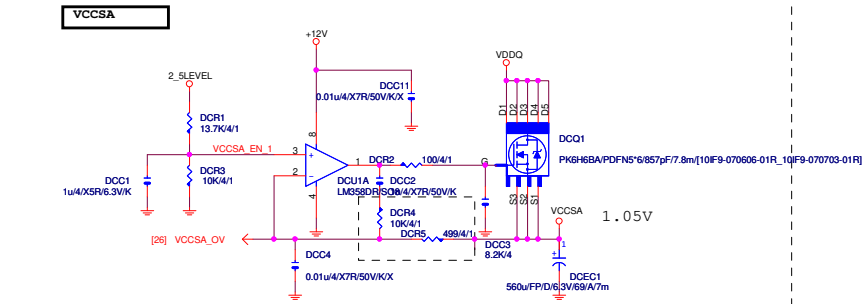 VCCSA
+12V
2_5LEVEL
VDDQ
DCC11
0.01u/4/X7R/50V/K/X
D1
D2
D3
D4
D5
DCR1
13.7K/4/1
8
DCQ1
VCCSA_EN_1
3
+
1
DCR2
100/4/1
G
PK6H6BA/PDFN5*6/857pF/7.8m/[10IF9-070606-01R_10IF9-070703-01R]
2
−
DCC1
1u/4/X5R/6.3V/K
DCR3
10K/4/1
DCU1A
LM358DR/SO8
DCC2
4
S3
S2
S1
VCCSA
1.05V
DCR4
10K/4/1
[26] VCCSA_OV
DCR5
499/4/1
DCC3
8.2K/4
+
1
DCC4
0.01u/4/X7R/50V/K/X
DCEC1
560u/FP/D/6.3V/69/A/7m